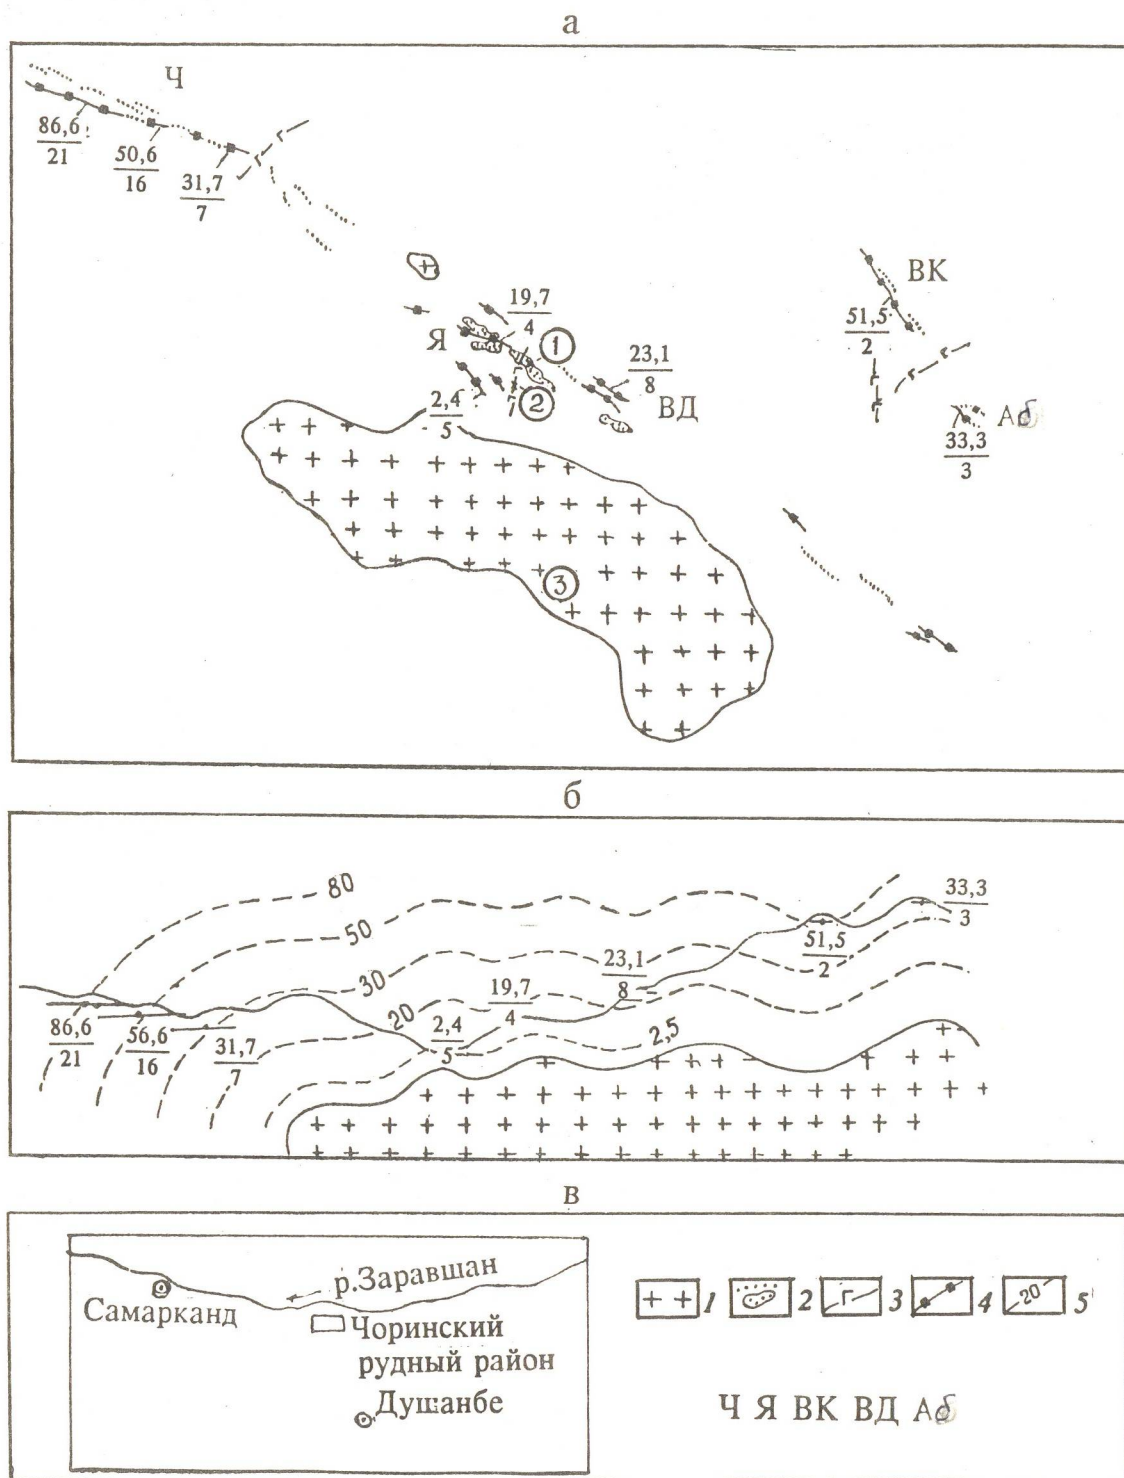 а
Ч
86,6
21
50,6
16
31,7
7
ВК
51,5
2
19,7
4
Я
1
23,1
8
ВД
2
2,4
5
Аб
33,3
3
3
б
80
50
30
20
2,5
33,3
3
51,5
2
23,1
8
19,7
4
2,4
5
86,6
21
56,6
16
31,7
7
в
р.Заравшан
Самарканд
Чоринский
рудный район
Душанбе
1 2 Г 3 4 20 5
Ч Я ВК ВД Аб